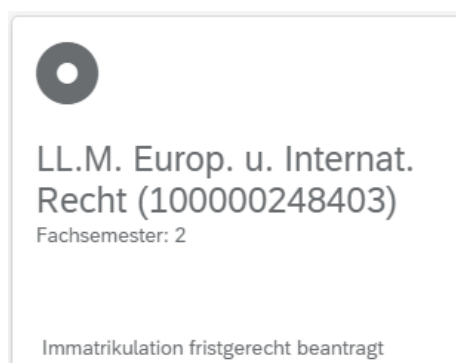 LL.M. Europ. u. Internat.
Recht (100000248403)
Fachsemester: 2
Immatrikulation fristgerecht beantragt